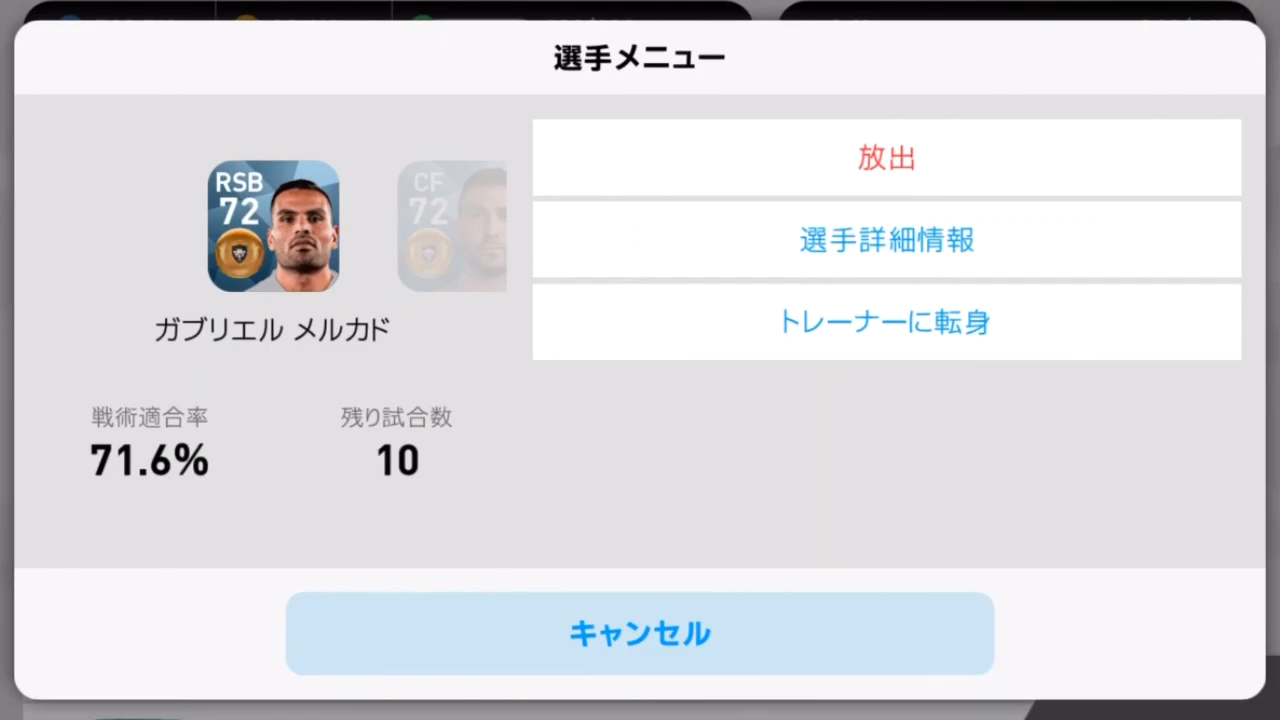 選手メニュー
RSB
72
CF
72
ガブリエル メルカド
戦術適合率
71.6%
残り試合数
10
放出
選手詳細情報
トレーナーに転身
キャンセル